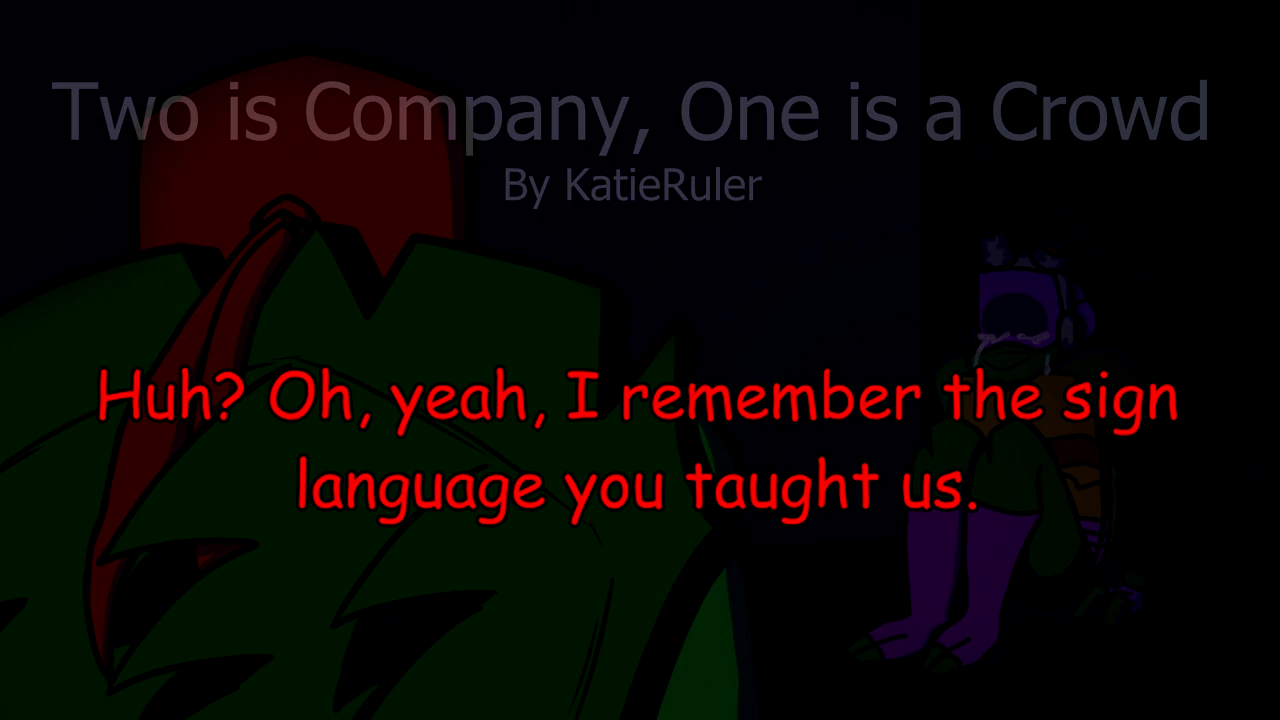 Two is Company, One is a Crowd
By KatieRuler
Huh? Oh, yeah, I remember the sign
language you taught us.